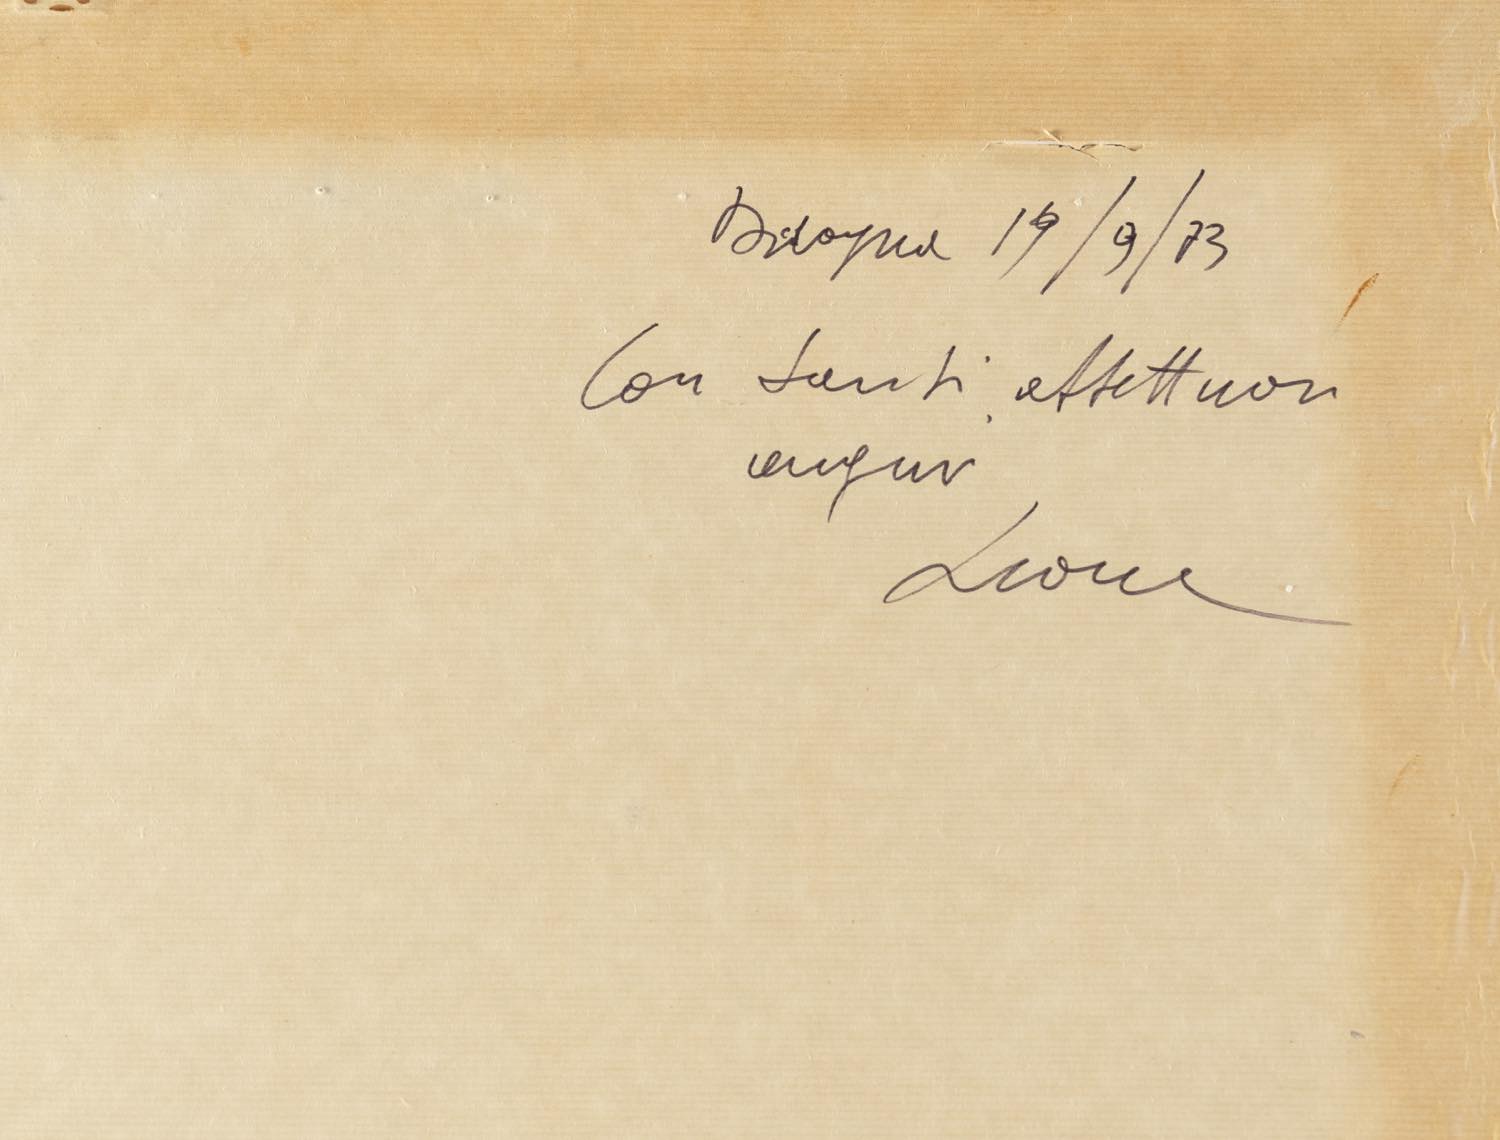 Bologna 19/9/73
Con tanti affettuosi
auguri
Leone